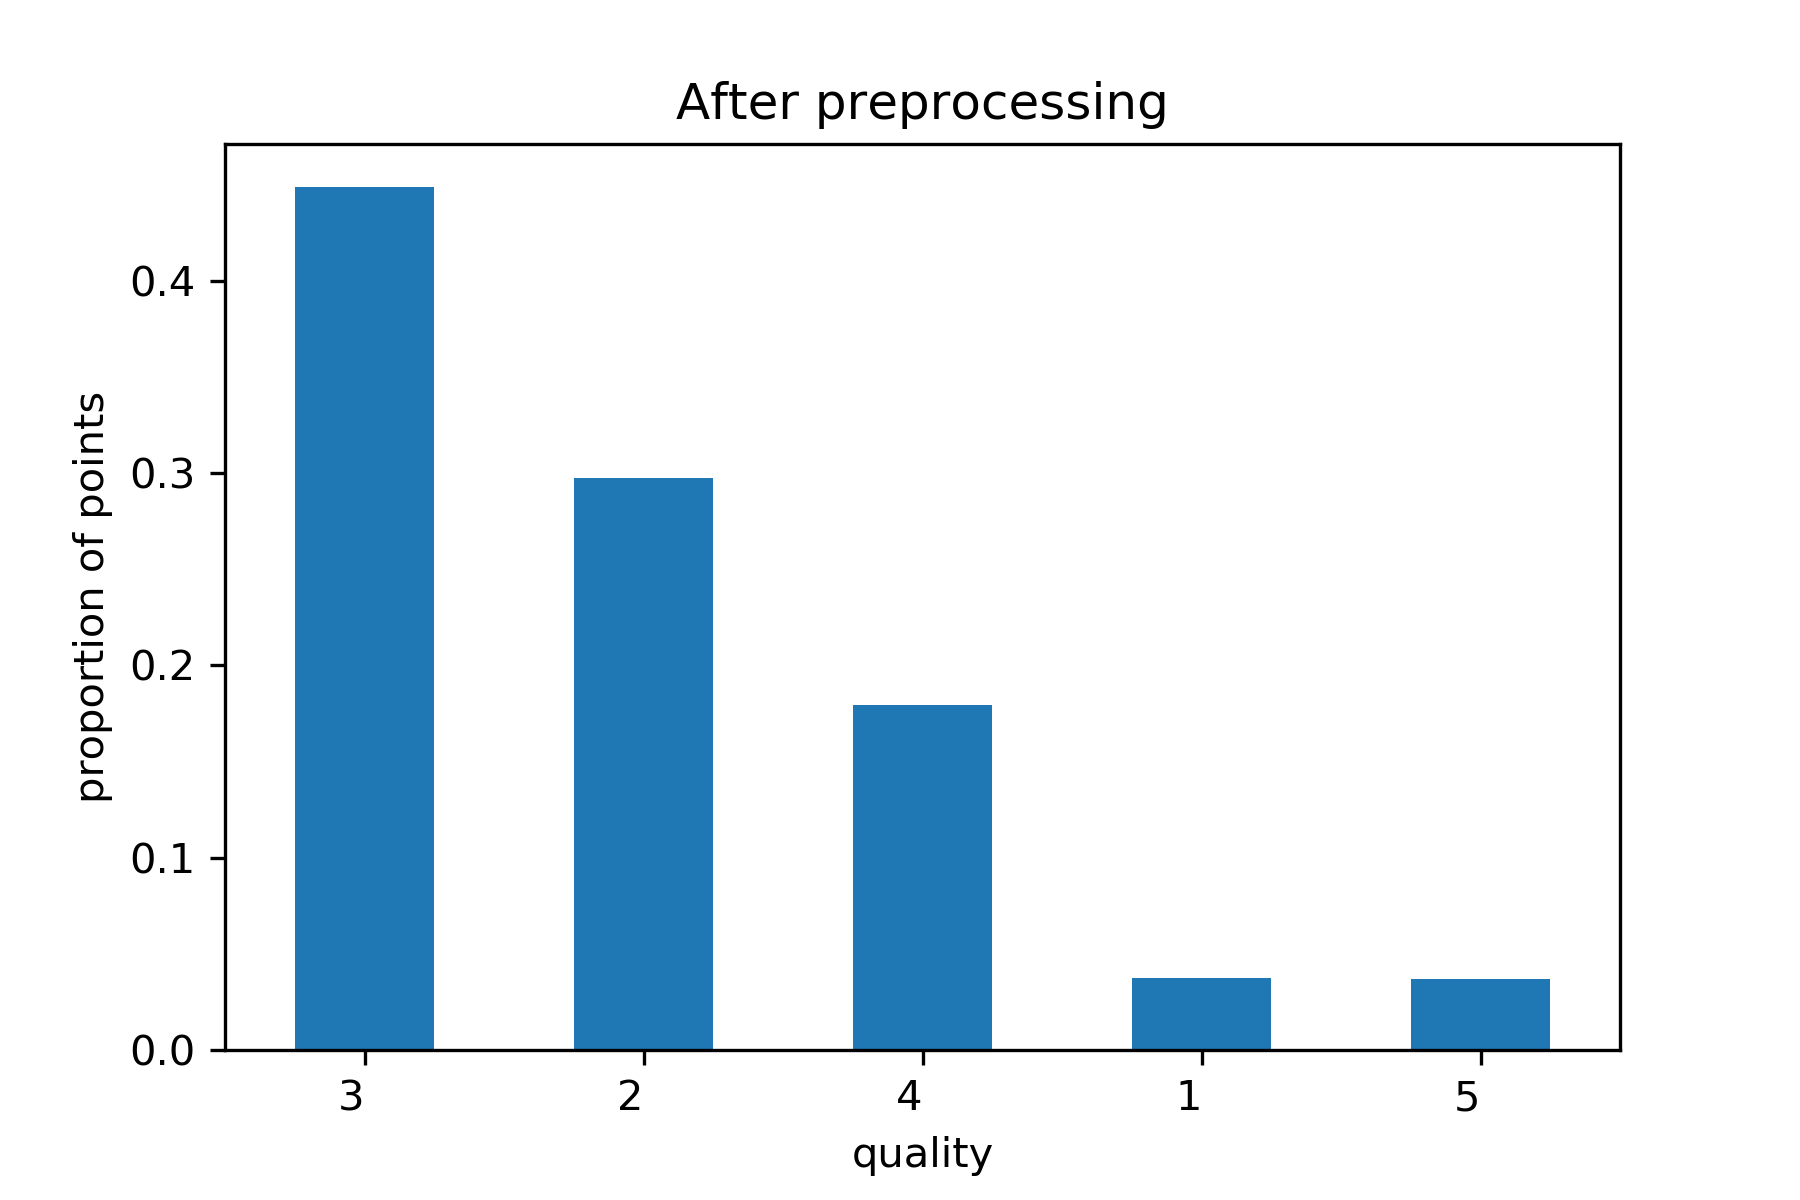 After preprocessing
proportion of points
0.4
0.3
0.2
0.1
0.0
3 2 4 1 5
quality